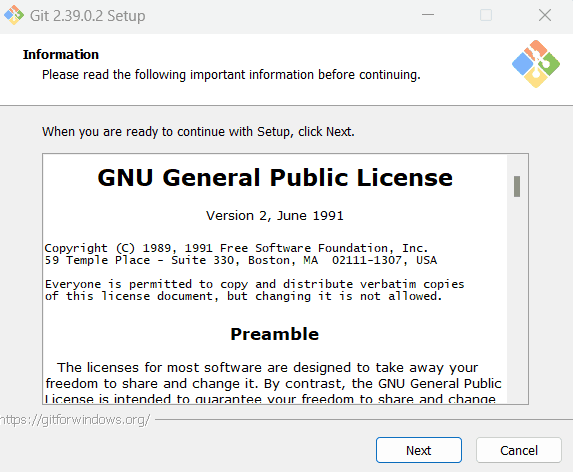 Git 2.39.0.2 Setup
Information
Please read the following important information before continuing.
When you are ready to continue with Setup, click Next.
GNU General Public License
Version 2, June 1991
Copyright (C) 1989, 1991 Free Software Foundation, Inc.
59 Temple Place - Suite 330, Boston, MA  02111-1307, USA
Everyone is permitted to copy and distribute verbatim copies
of this license document, but changing it is not allowed.
Preamble
The licenses for most software are designed to take away your
freedom to share and change it. By contrast, the GNU General Public
License is intended to guarantee your freedom to share and change
https://gitforwindows.org/
Next
Cancel